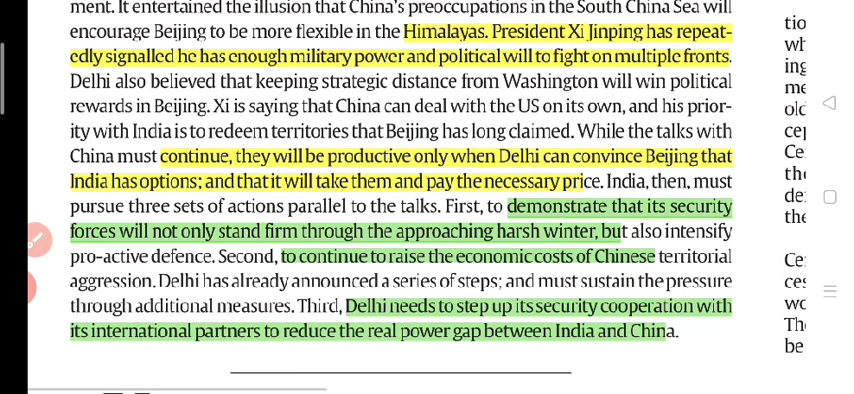 ment. It entertained the illusion that China's preoccupations in the South China Sea will
encourage Beijing to be more flexible in the Himalayas. President Xi Jinping has repeat-
edly signalled he has enough military power and political will to fight on multiple fronts.
Delhi also believed that keeping strategic distance from Washington will win political
rewards in Beijing. Xi is saying that China can deal with the US on its own, and his prior-
ity with India is to redeem territories that Beijing has long claimed. While the talks with
China must continue, they will be productive only when Delhi can convince Beijing that
India has options; and that it will take them and pay the necessary price. India, then, must
pursue three sets of actions parallel to the talks. First, to demonstrate that its security
forces will not only stand firm through the approaching harsh winter, but also intensify
pro-active defence. Second, to continue to raise the economic costs of Chinese territorial
aggression. Delhi has already announced a series of steps; and must sustain the pressure
through additional measures. Third, Delhi needs to step up its security cooperation with
its international partners to reduce the real power gap between India and China.